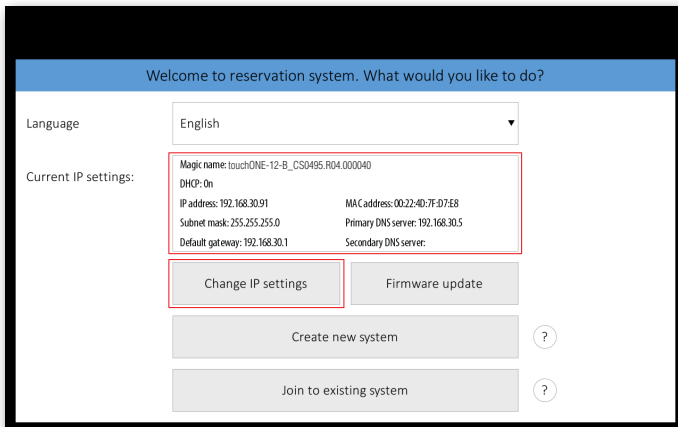 Welcome to reservation system. What would you like to do?
Language
English
Current IP settings:
Magic name: touchONE-12-B_CS0495.R04.000040
DHCP: On
IP address: 192.168.30.91 MAC address: 00:22:4D:7F:D7:E8
Subnet mask: 255.255.255.0 Primary DNS server: 192.168.30.5
Default gateway: 192.168.30.1 Secondary DNS server:
Change IP settings Firmware update
Create new system ?
Join to existing system ?